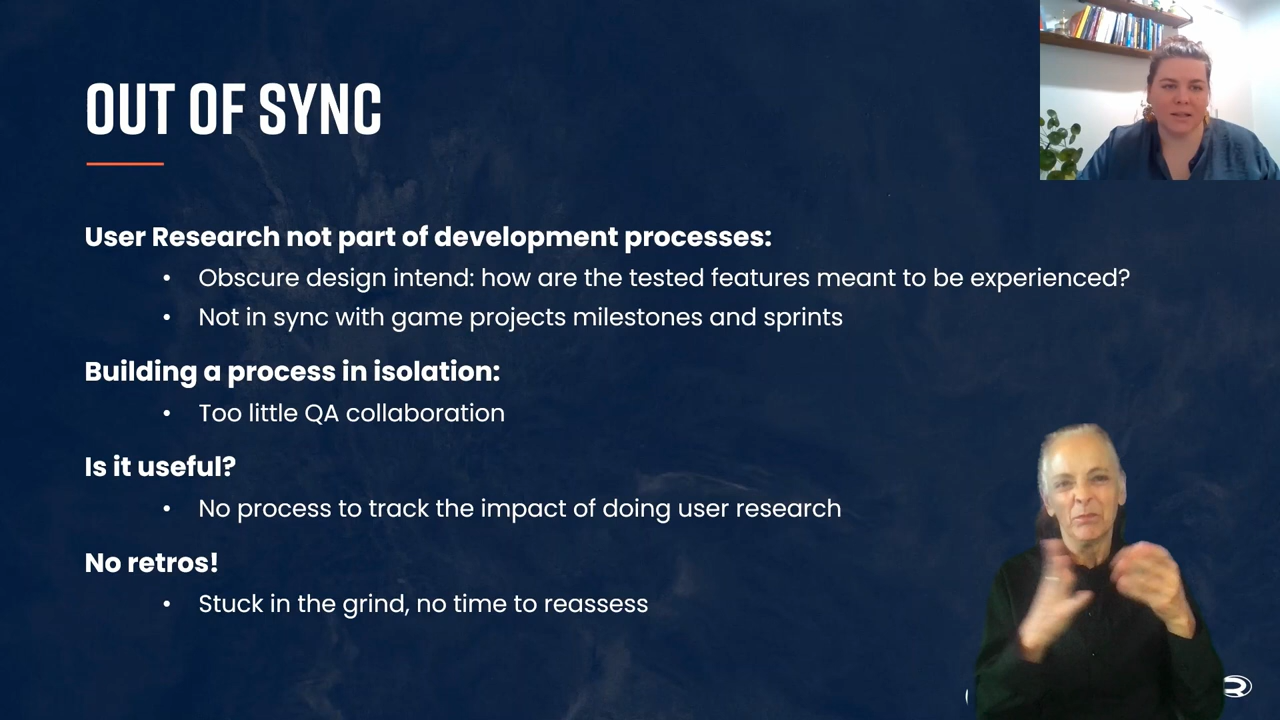 OUT OF SYNC
User Research not part of development processes:
• Obscure design intend: how are the tested features meant to be experienced?
• Not in sync with game projects milestones and sprints
Building a process in isolation:
• Too little QA collaboration
Is it useful?
• No process to track the impact of doing user research
No retros!
• Stuck in the grind, no time to reassess